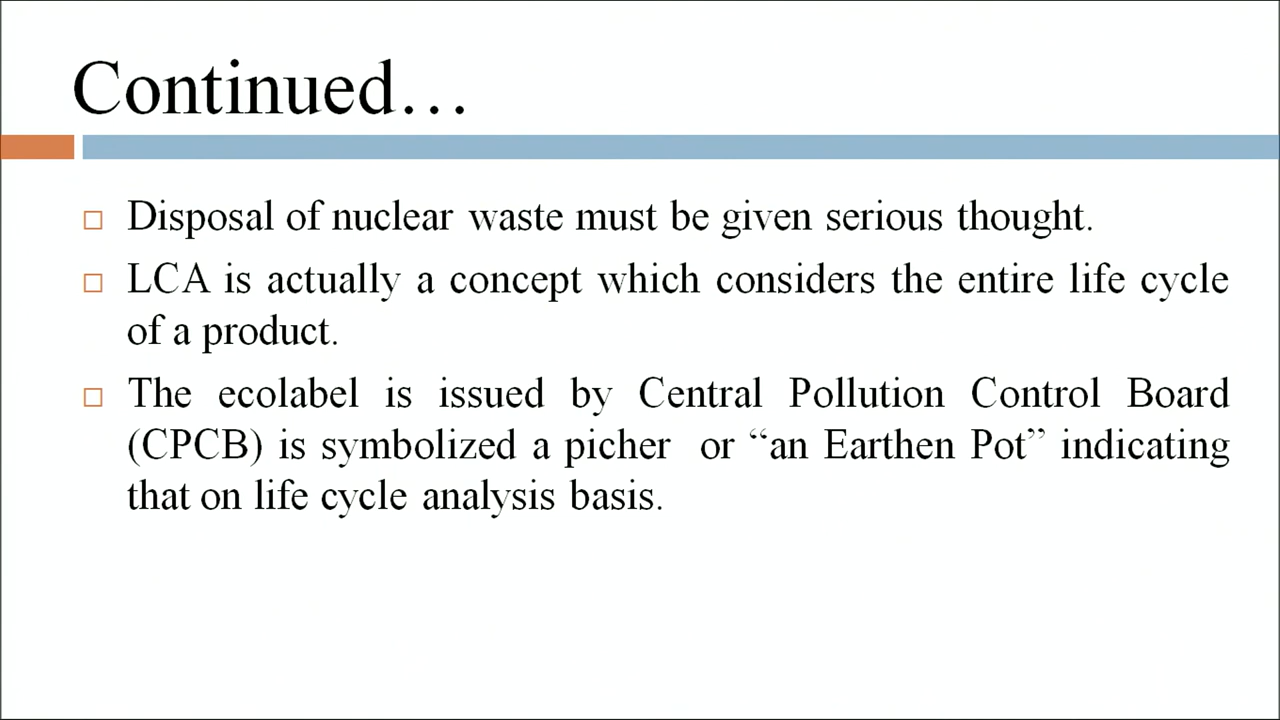 Continued…
Disposal of nuclear waste must be given serious thought.
LCA is actually a concept which considers the entire life cycle
of a product.
The ecolabel is issued by Central Pollution Control Board
(CPCB) is symbolized a picher or “an Earthen Pot” indicating
that on life cycle analysis basis.